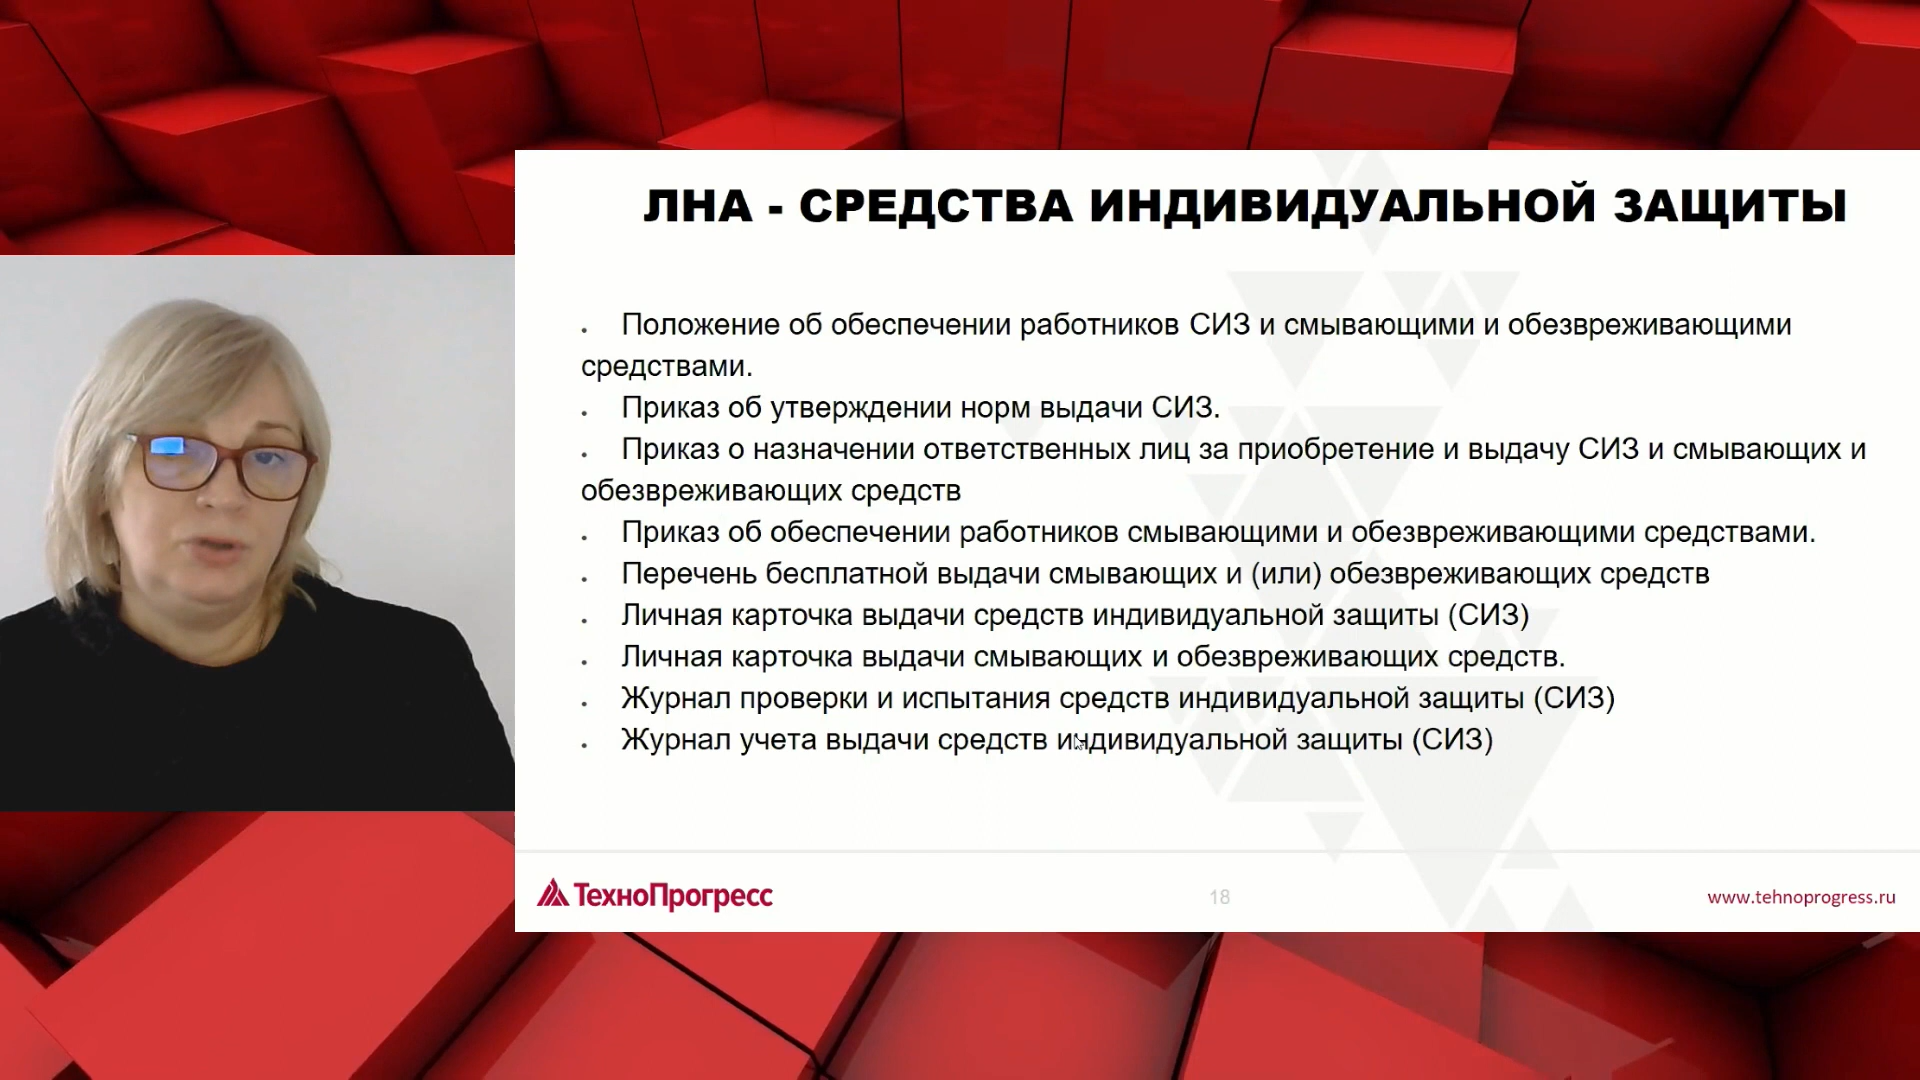 ЛНА - СРЕДСТВА ИНДИВИДУАЛЬНОЙ ЗАЩИТЫ
• Положение об обеспечении работников СИЗ и смывающими и обезвреживающими
средствами.
• Приказ об утверждении норм выдачи СИЗ.
• Приказ о назначении ответственных лиц за приобретение и выдачу СИЗ и смывающих и
обезвреживающих средств
• Приказ об обеспечении работников смывающими и обезвреживающими средствами.
• Перечень бесплатной выдачи смывающих и (или) обезвреживающих средств
• Личная карточка выдачи средств индивидуальной защиты (СИЗ)
• Личная карточка выдачи смывающих и обезвреживающих средств.
• Журнал проверки и испытания средств индивидуальной защиты (СИЗ)
• Журнал учета выдачи средств индивидуальной защиты (СИЗ)
ТехноПрогресс
18
www.tehnoprogress.ru